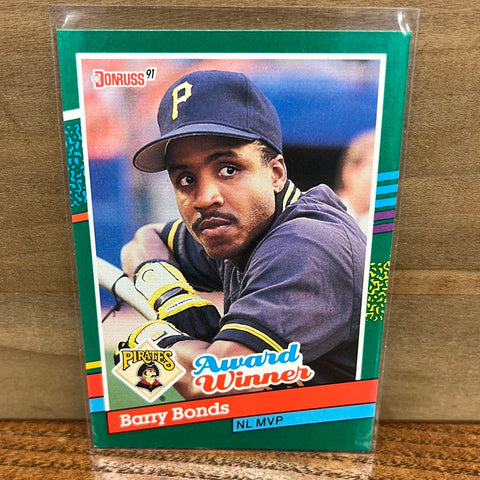 DONRUSS 91
P
PIRATES
®
Award
Winner
Barry Bonds
NL MVP